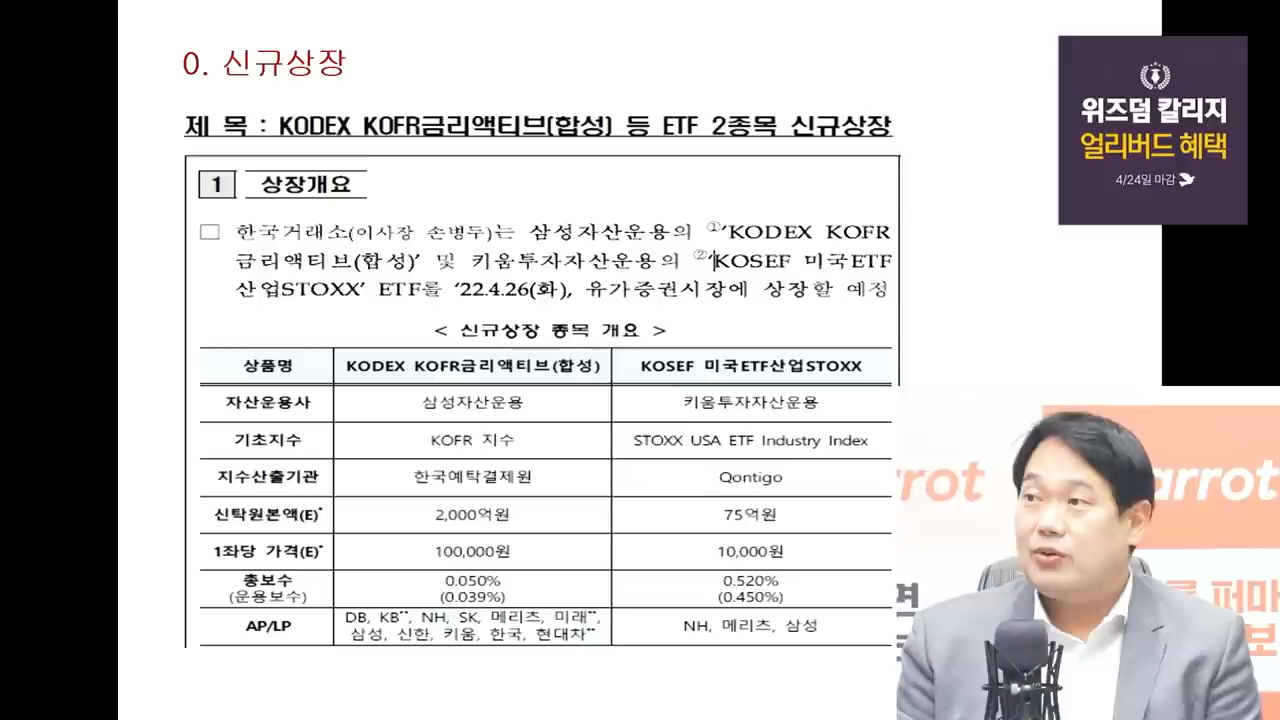 0. 신규상장
위즈덤 칼리지
얼리버드 혜택
4/24일 마감
제 목 : KODEX KOFR금리액티브(합성) 등 ETF 2종목 신규상장
1 상장개요
□ 한국거래소(이사장 손병두)는 삼성자산운용의 ①‘KODEX KOFR
금리액티브(합성)’ 및 키움투자자산운용의 ②‘KOSEF 미국ETF
산업STOXX’ ETF를 ‘22.4.26(화), 유가증권시장에 상장할 예정
< 신규상장 종목 개요 >
상품명 KODEX KOFR금리액티브(합성) KOSEF 미국ETF산업STOXX
자산운용사 삼성자산운용 키움투자자산운용
기초지수 KOFR 지수 STOXX USA ETF Industry Index
지수산출기관 한국예탁결제원 Qontigo
신탁원본액(E)* 2,000억원 75억원
1좌당 가격(E)* 100,000원 10,000원
총보수 0.050% 0.520%
(운용보수) (0.039%) (0.450%)
AP/LP DB, KB**, NH, SK, 메리츠, 미래**, NH, 메리츠, 삼성
삼성, 신한, 키움, 한국, 현대차**
rot
arrot
퍼마
보